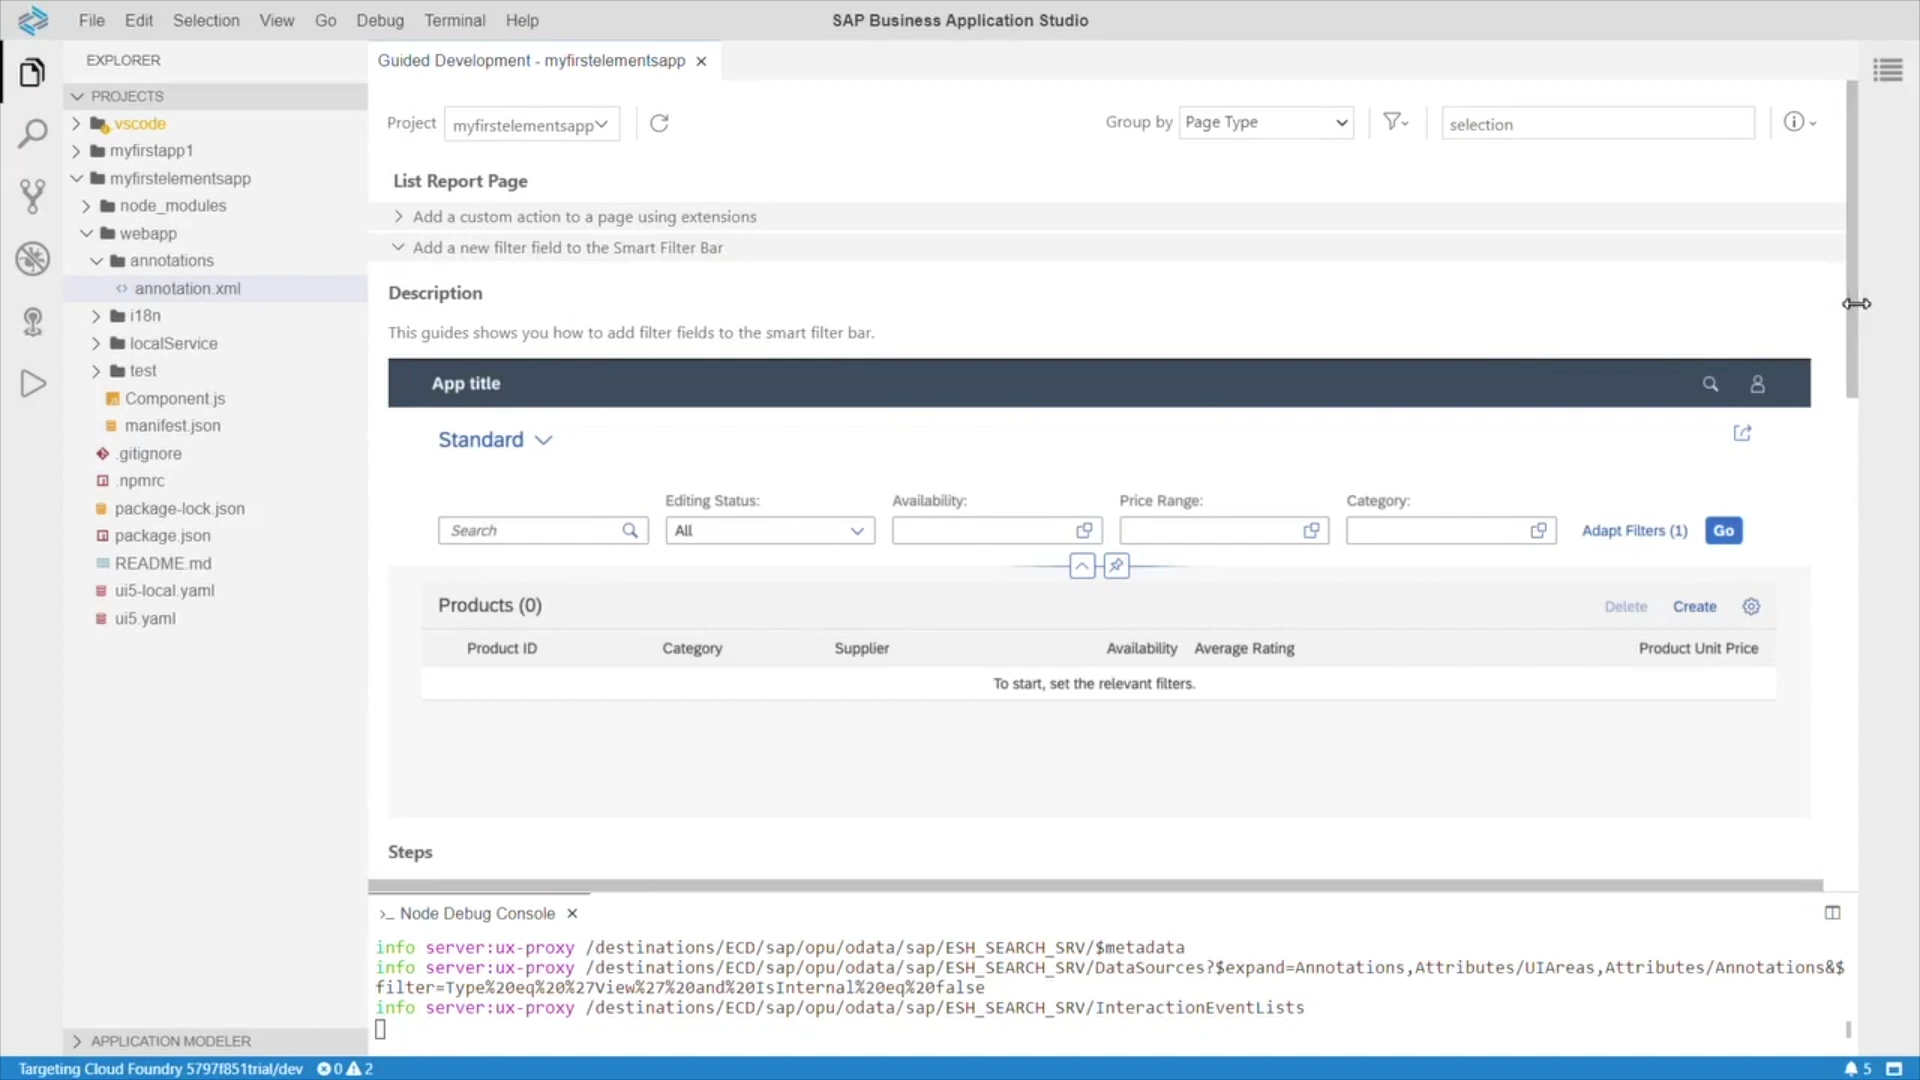 File Edit Selection View Go Debug Terminal Help
SAP Business Application Studio
EXPLORER
PROJECTS
.vscode
myfirstapp1
myfirstelementsapp
node_modules
webapp
annotations
annotation.xml
i18n
localService
test
Component.js
manifest.json
.gitignore
.npmrc
package-lock.json
package.json
README.md
ui5-local.yaml
ui5.yaml
APPLICATION MODELER
Guided Development - myfirstelementsapp
Project myfirstelementsapp
Group by Page Type
selection
List Report Page
Add a custom action to a page using extensions
Add a new filter field to the Smart Filter Bar
Description
This guides shows you how to add filter fields to the smart filter bar.
App title
Standard
Editing Status: Availability: Price Range: Category:
Search All Adapt Filters (1) Go
Products (0) Delete Create
Product ID Category Supplier Availability Average Rating Product Unit Price
To start, set the relevant filters.
Steps
>_ Node Debug Console
info server:ux-proxy /destinations/ECD/sap/opu/odata/sap/ESH_SEARCH_SRV/$metadata
info server:ux-proxy /destinations/ECD/sap/opu/odata/sap/ESH_SEARCH_SRV/DataSources?$expand=Annotations,Attributes/UIAreas,Attributes/Annotations&$
filter=Type%20eq%20%27View%27%20and%20IsInternal%20eq%20false
info server:ux-proxy /destinations/ECD/sap/opu/odata/sap/ESH_SEARCH_SRV/InteractionEventLists
Targeting Cloud Foundry 5797f851trial/dev 0 2
5